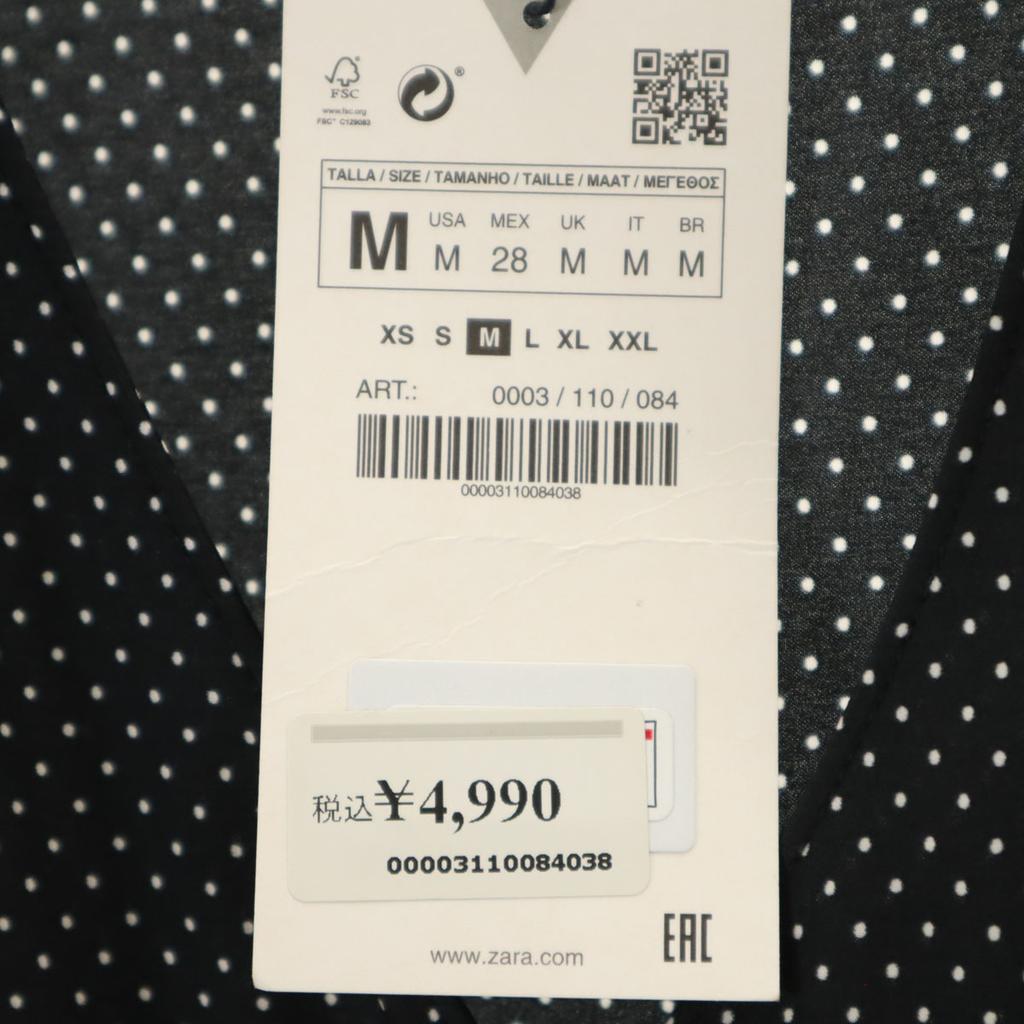 FSC®
www.fsc.org
FSC™ C129083
®
TALLA / SIZE / TAMANHO / TAILLE / MAAT / ΜΕΓΕΘΟΣ
M USA MEX UK IT BR
M 28 M M M
XS S M L XL XXL
ART.: 0003 / 110 / 084
00003110084038
税込¥4,990
00003110084038
EAC
www.zara.com